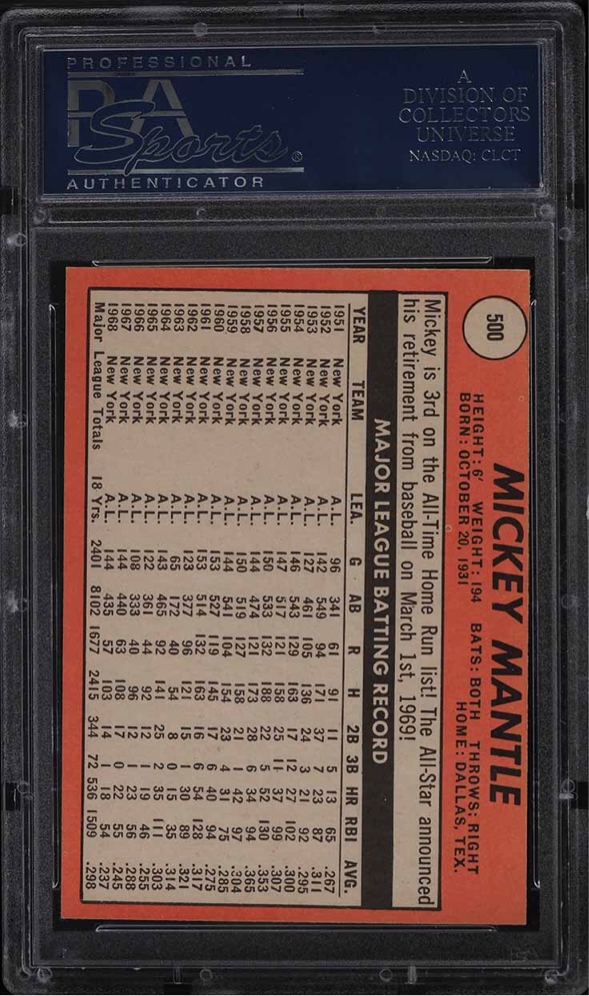 PROFESSIONAL
PSA
Sports®
AUTHENTICATOR
A
DIVISION OF
COLLECTORS
UNIVERSE
NASDAQ: CLCT
500
MICKEY MANTLE
HEIGHT: 6' WEIGHT: 194 BATS: BOTH THROWS: RIGHT
BORN: OCTOBER 20, 1931 HOME: DALLAS, TEX.
Mickey is 3rd on the All-Time Home Run list! The All-Star announced
his retirement from baseball on March 1st, 1969!
MAJOR LEAGUE BATTING RECORD
YEAR TEAM LEA G AB R H 2B 3B HR RBI AVG.
1951 New York A.L. 96 341 61 91 11 5 13 65 .267
1952 New York A.L. 142 549 94 171 37 7 23 87 .311
1953 New York A.L. 127 461 105 136 24 3 21 92 .295
1954 New York A.L. 146 543 129 163 17 12 27 102 .300
1955 New York A.L. 147 517 121 158 25 11 37 99 .307
1956 New York A.L. 150 533 132 188 22 5 52 130 .353
1957 New York A.L. 144 474 121 173 28 6 34 94 .365
1958 New York A.L. 150 519 127 158 21 1 42 97 .304
1959 New York A.L. 144 541 104 154 23 4 31 75 .285
1960 New York A.L. 153 527 119 145 17 6 40 94 .275
1961 New York A.L. 153 514 132 163 16 6 54 128 .317
1962 New York A.L. 123 377 96 121 15 1 30 89 .321
1963 New York A.L. 65 172 40 54 8 0 15 35 .314
1964 New York A.L. 143 465 92 141 25 2 35 111 .303
1965 New York A.L. 122 361 44 92 12 1 19 46 .255
1966 New York A.L. 108 333 40 96 12 1 23 56 .288
1967 New York A.L. 144 440 63 108 17 0 22 55 .245
1968 New York A.L. 144 435 57 103 14 1 18 54 .237
Major League Totals 18 Yrs. 2401 8102 1677 2415 344 72 536 1509 .298